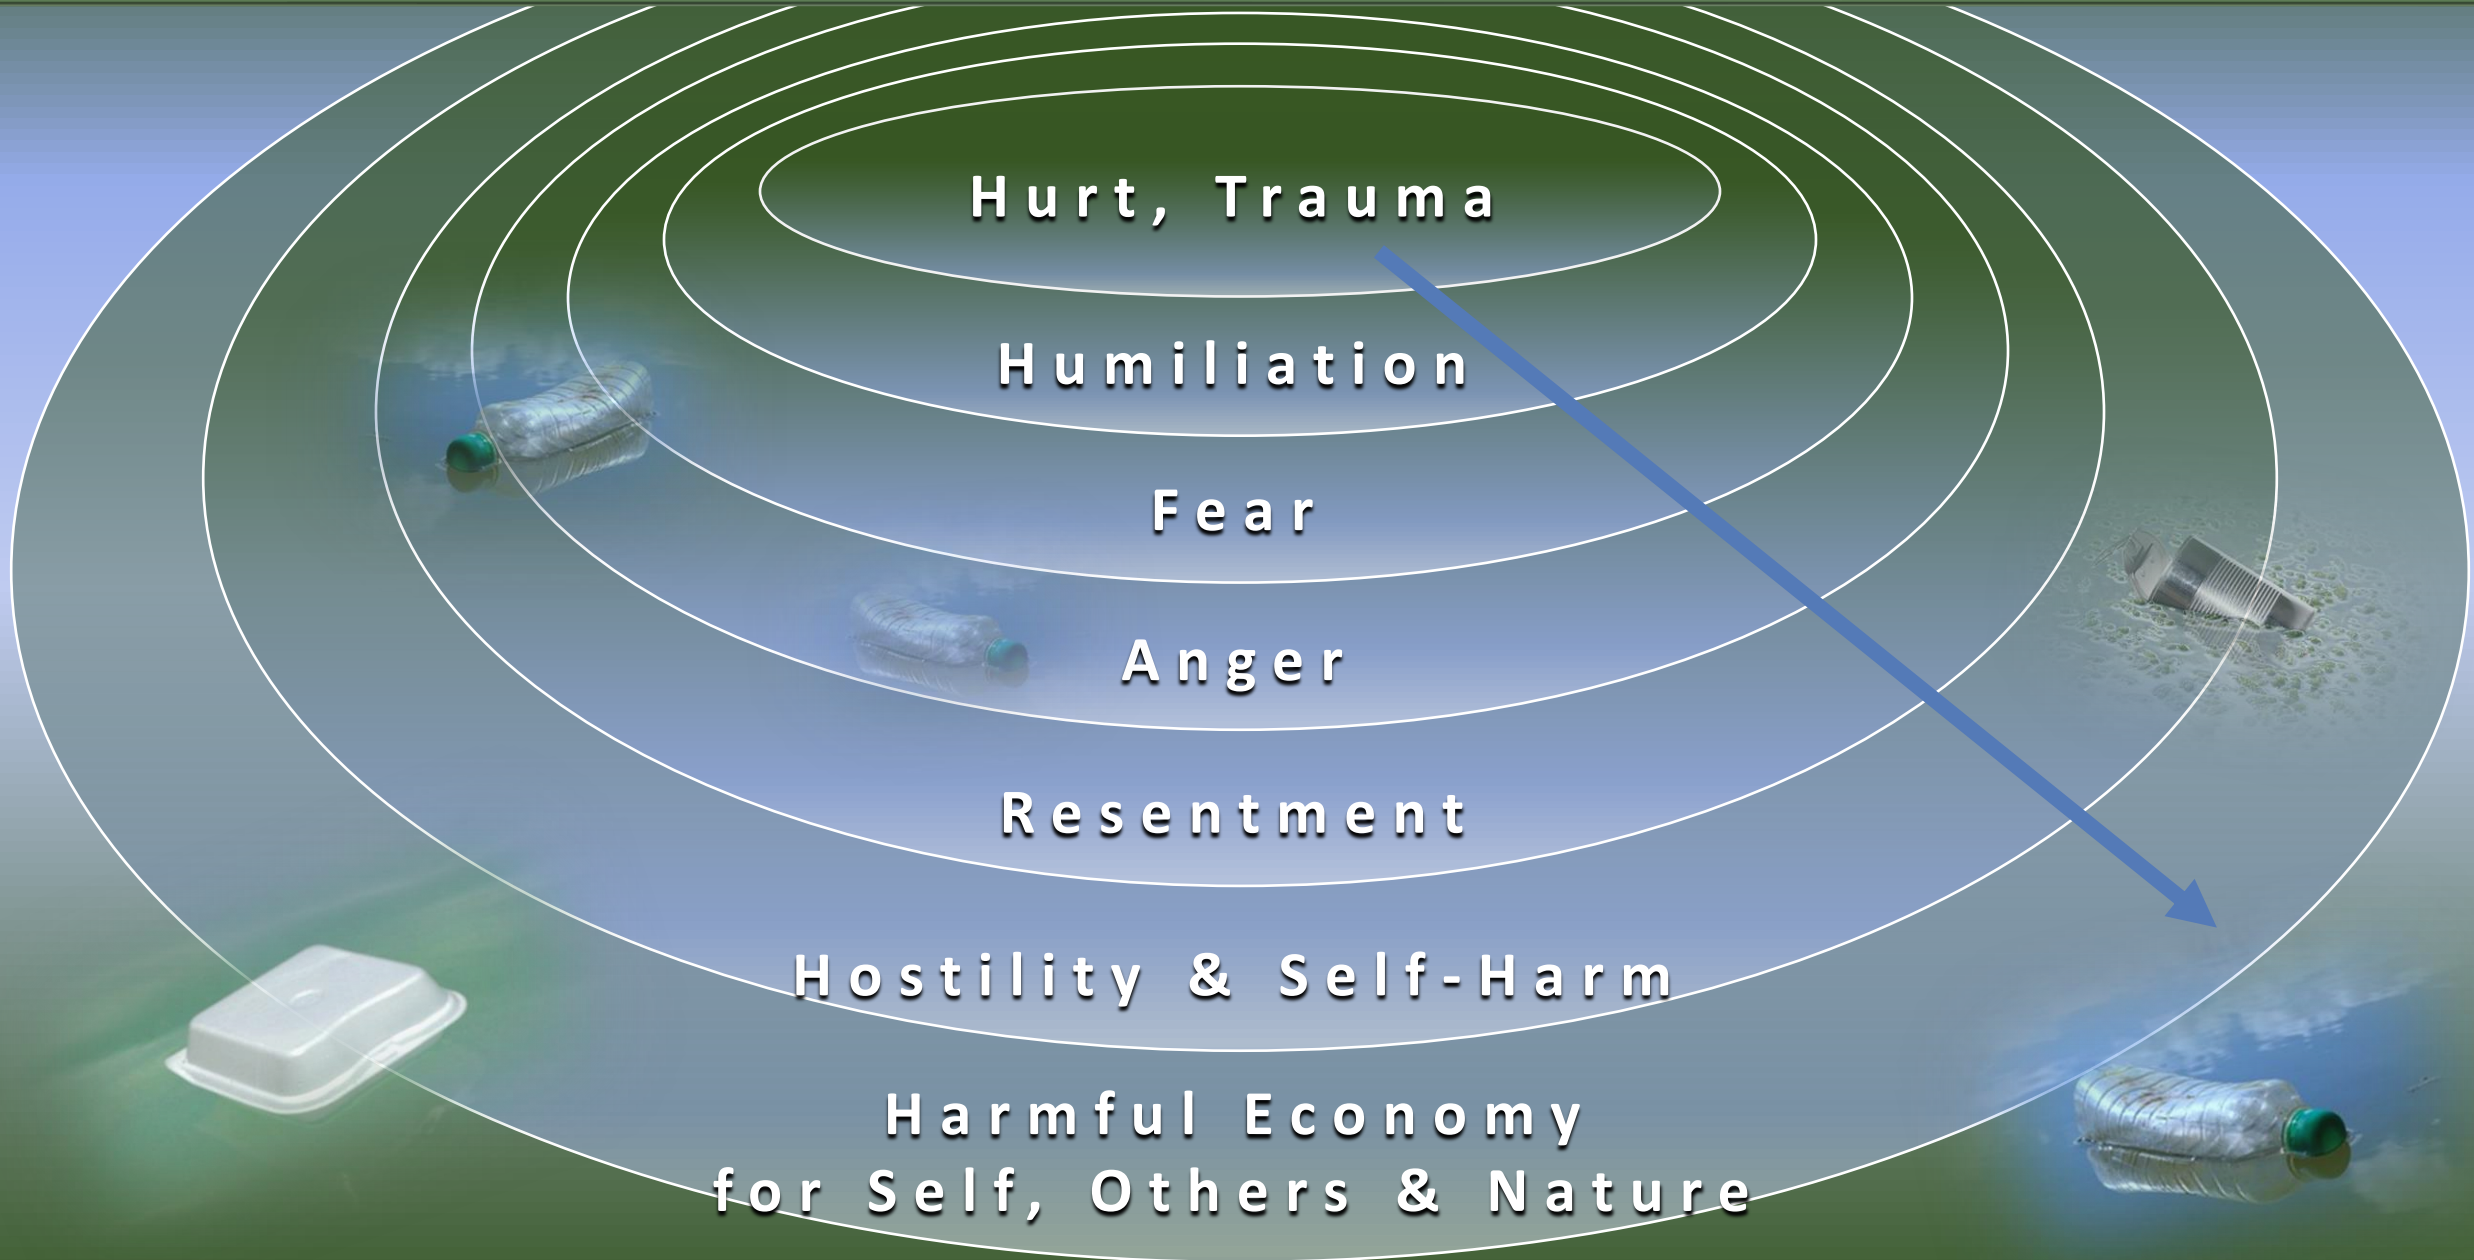 Hurt, Trauma
Humiliation
Fear
Anger
Resentment
Hostility & Self-Harm
Harmful Economy
for Self, Others & Nature